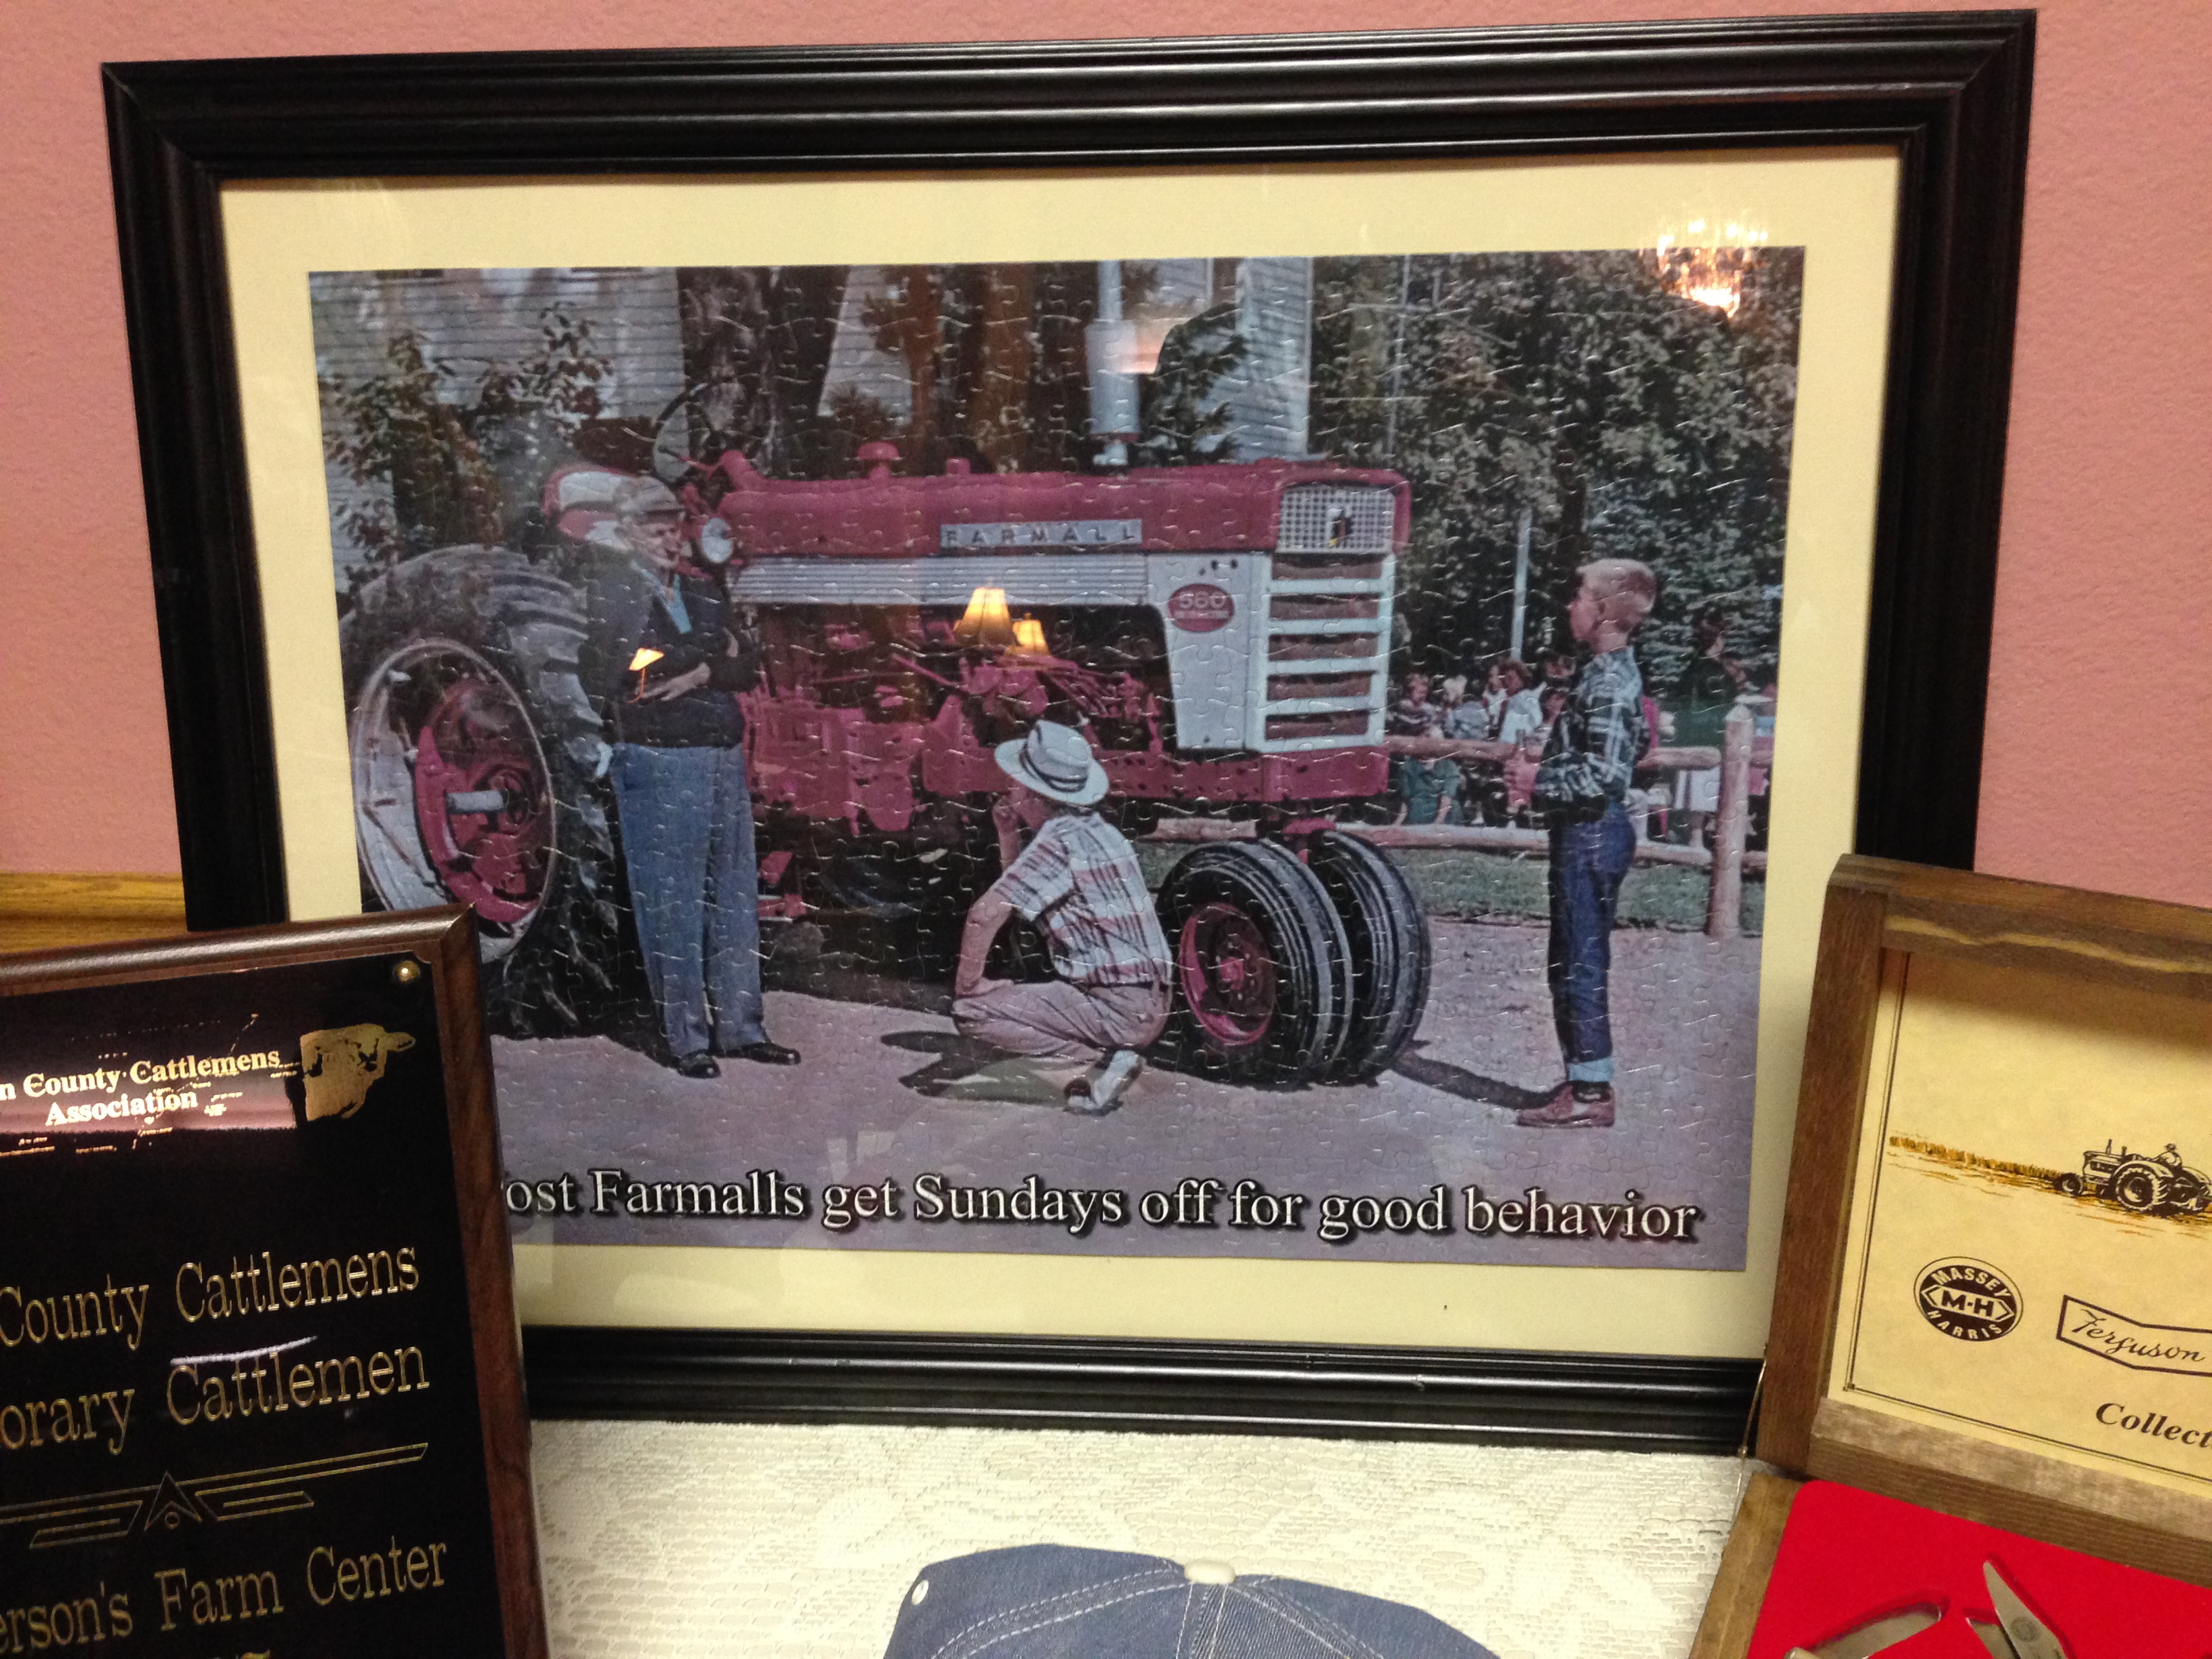 FARMALL
560
ost Farmalls get Sundays off for good behavior
n County Cattlemens
Association
County Cattlemens
orary Cattlemen
erson's Farm Center
MASSEY
M-H
HARRIS
Ferguson
Collect